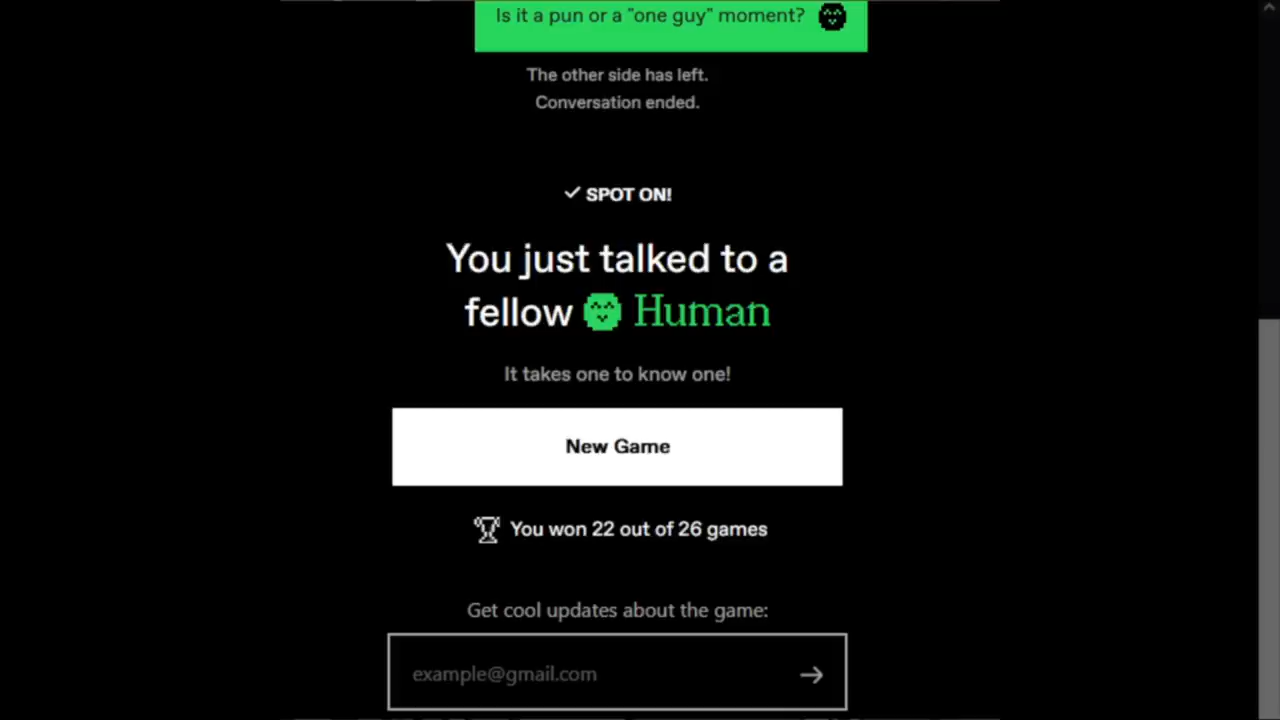 Is it a pun or a "one guy" moment?
The other side has left.
Conversation ended.
SPOT ON!
You just talked to a
fellow Human
It takes one to know one!
New Game
You won 22 out of 26 games
Get cool updates about the game:
example@gmail.com